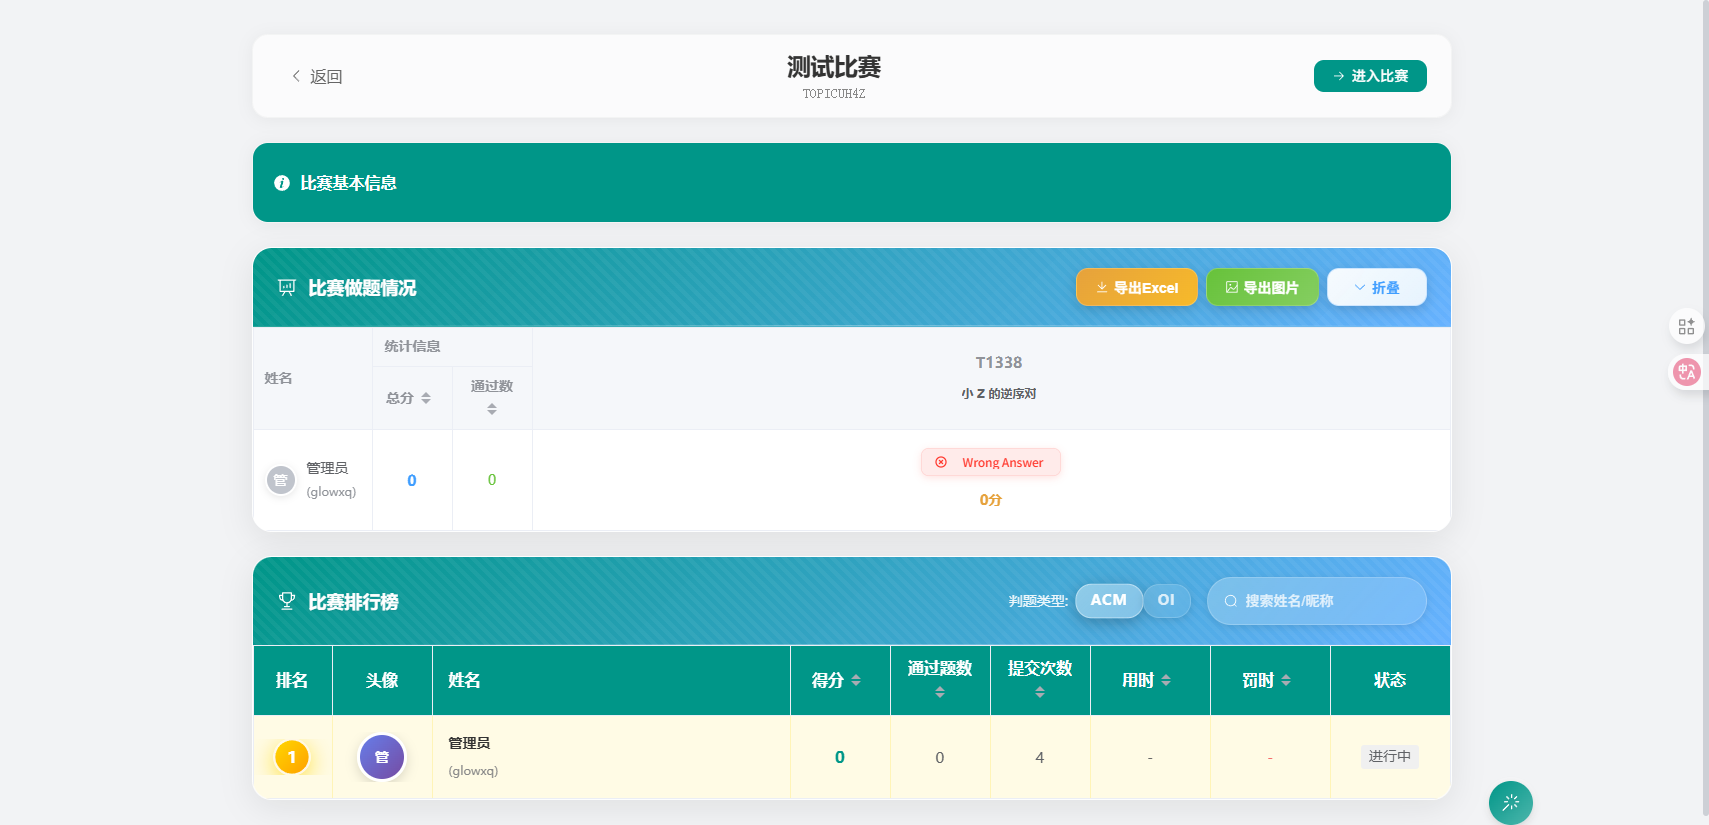 返回
测试比赛
TOPICUH4Z
进入比赛
比赛基本信息
比赛做题情况
导出Excel
导出图片
折叠
姓名
统计信息
总分
通过数
T1338
小 Z 的逆序对
管
管理员
(glowxq)
0
0
Wrong Answer
0分
比赛排行榜
判题类型:
ACM
OI
搜索姓名/昵称
排名
头像
姓名
得分
通过题数
提交次数
用时
罚时
状态
1
管
管理员
(glowxq)
0
0
4
-
-
进行中
中
A